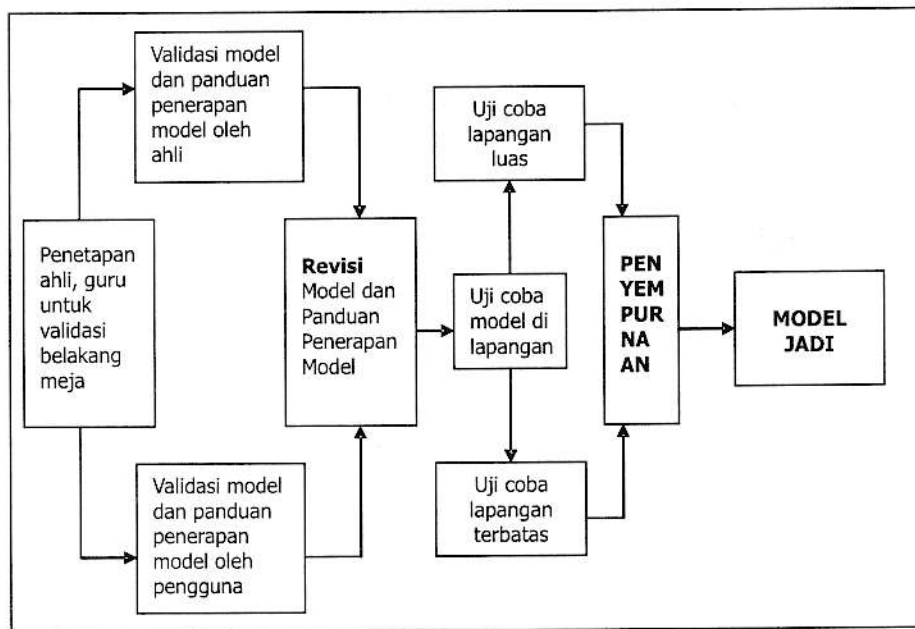 Validasi model
dan panduan
penerapan
model oleh
ahli
Penetapan
ahli, guru
untuk
validasi
belakang
meja
Validasi model
dan panduan
penerapan
model oleh
pengguna
Revisi
Model dan
Panduan
Penerapan
Model
Uji coba
lapangan
luas
Uji coba
model di
lapangan
Uji coba
lapangan
terbatas
PEN
YEM
PUR
NA
AN
MODEL
JADI